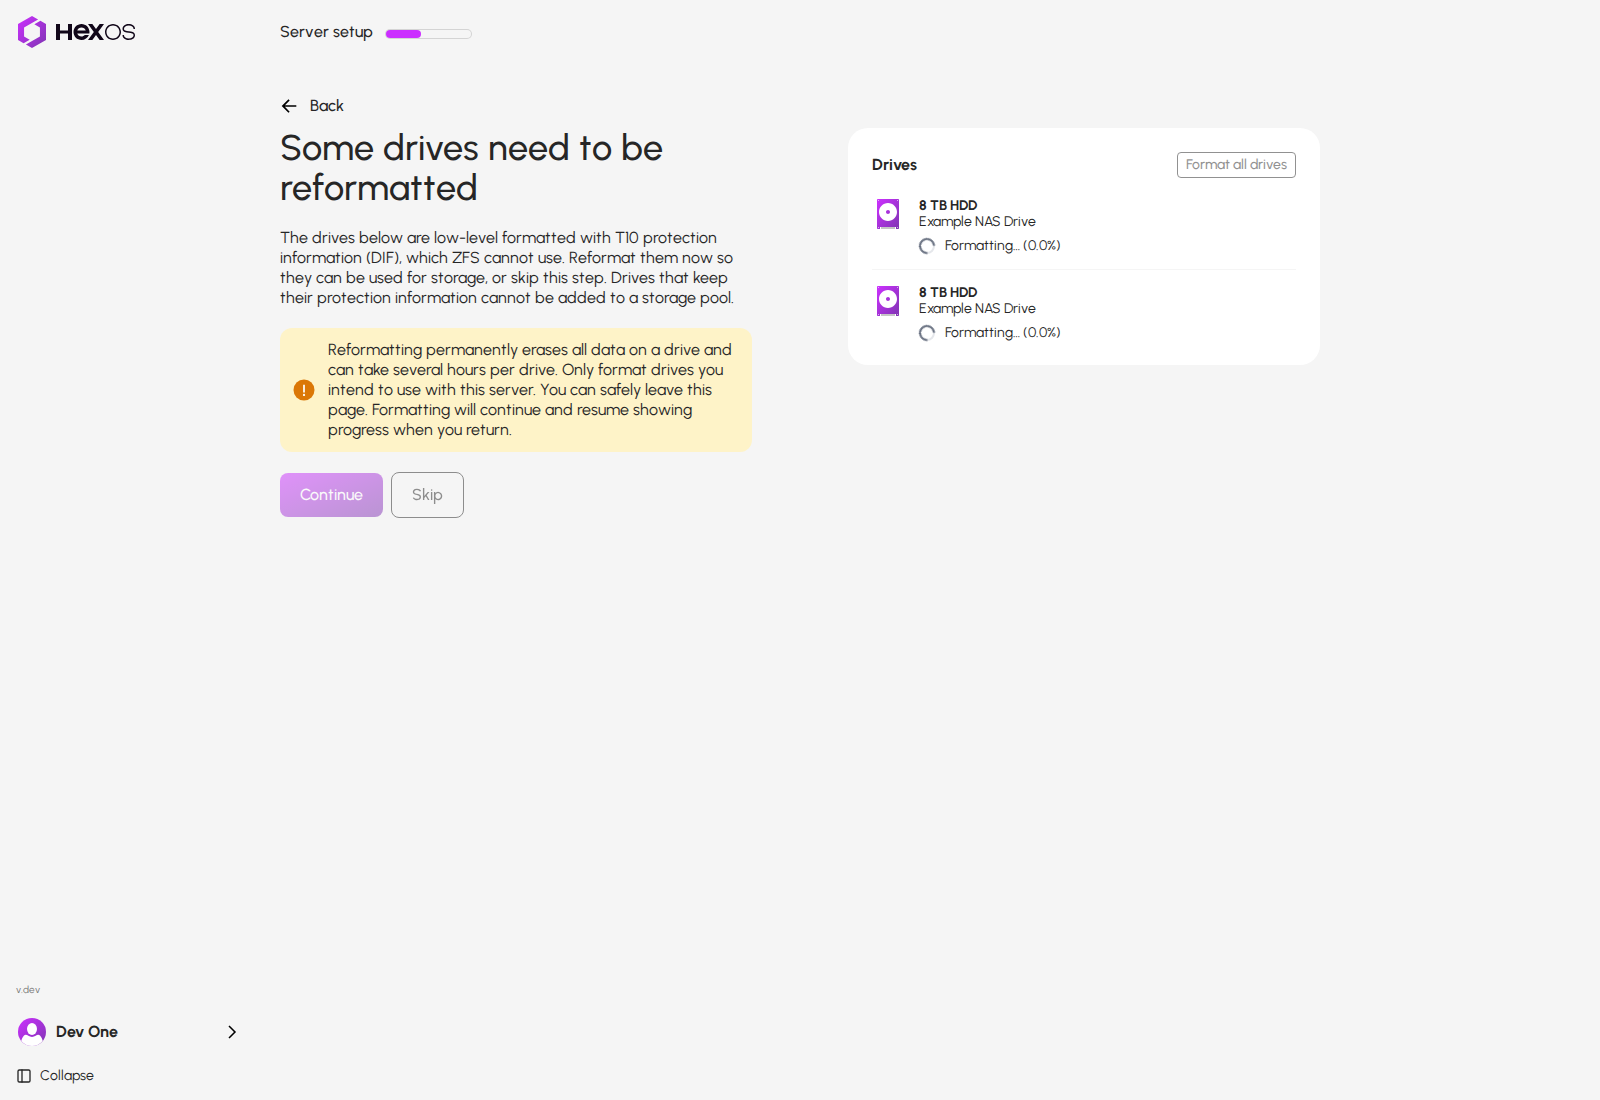 HexOS
Server setup
Back
Some drives need to be
reformatted
The drives below are low-level formatted with T10 protection
information (DIF), which ZFS cannot use. Reformat them now so
they can be used for storage, or skip this step. Drives that keep
their protection information cannot be added to a storage pool.
Reformatting permanently erases all data on a drive and
can take several hours per drive. Only format drives you
intend to use with this server. You can safely leave this
page. Formatting will continue and resume showing
progress when you return.
Continue
Skip
Drives
Format all drives
8 TB HDD
Example NAS Drive
Formatting... (0.0%)
8 TB HDD
Example NAS Drive
Formatting... (0.0%)
v.dev
Dev One
Collapse